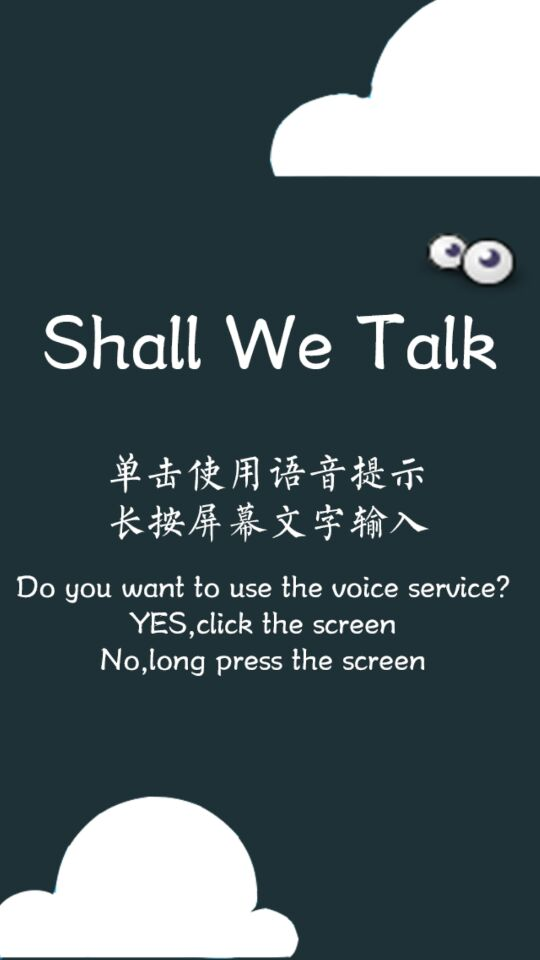 Shall We Talk
单击使用语音提示
长按屏幕文字输入
Do you want to use the voice service?
YES,click the screen
No,long press the screen